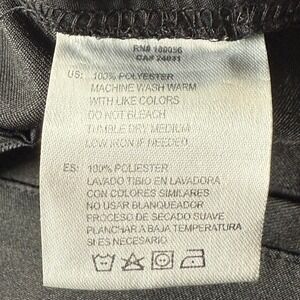 RN# 180056
CA# 24081
US: 100% POLYESTER
MACHINE WASH WARM
WITH LIKE COLORS
DO NOT BLEACH
TUMBLE DRY MEDIUM
LOW IRON IF NEEDED
ES: 100% POLIESTER
LAVADO TIBIO EN LAVADORA
CON COLORES SIMILARES
NO USAR BLANQUEADOR
PROCESO DE SECADO SUAVE
PLANCHAR A BAJA TEMPERATURA
SI ES NECESARIO